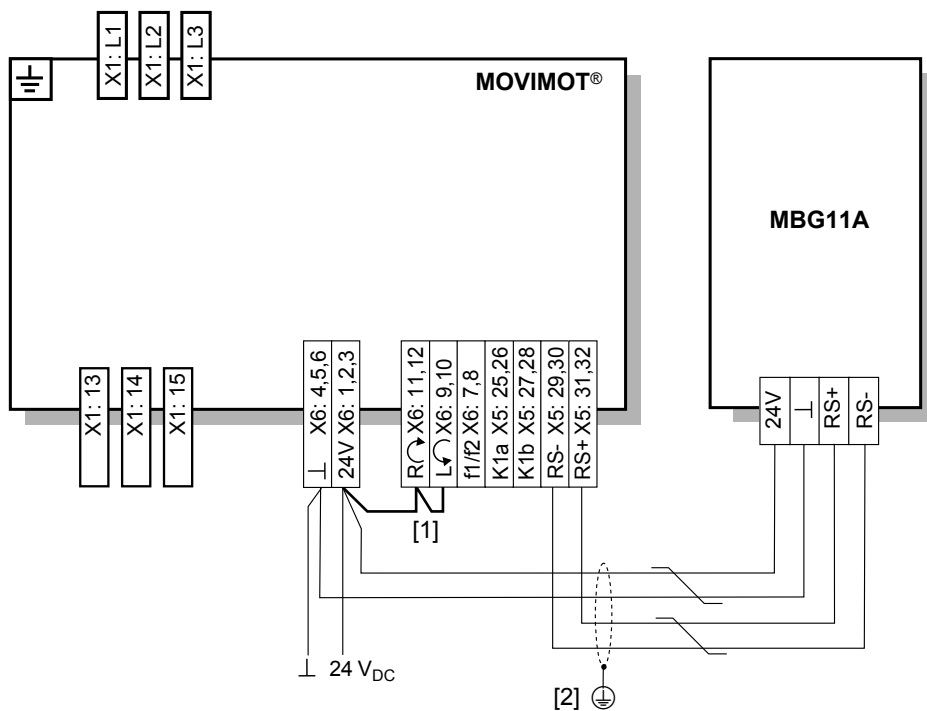 X1: L1
X1: L2
X1: L3
MOVIMOT®
MBG11A
X1: 13
X1: 14
X1: 15
⊥ X6: 4,5,6
24V X6: 1,2,3
R X6: 11,12
L X6: 9,10
f1/f2 X6: 7,8
K1a X5: 25,26
K1b X5: 27,28
RS- X5: 29,30
RS+ X5: 31,32
24V
⊥
RS+
RS-
[1]
⊥ 24 VDC
[2]